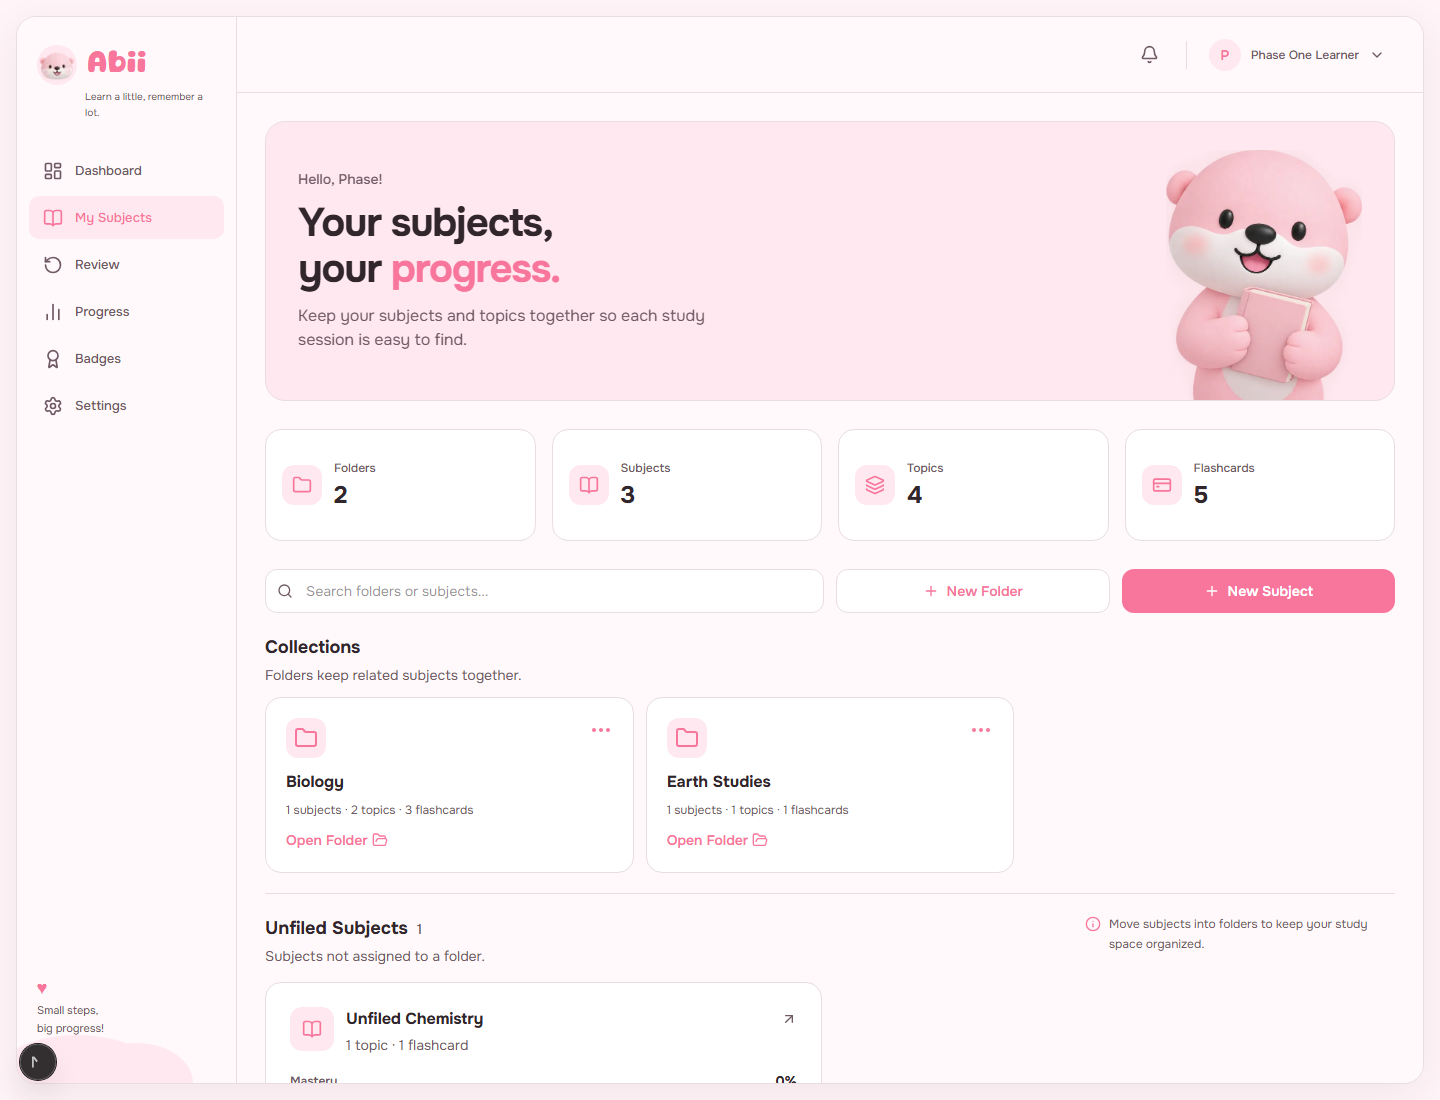 Abii
Learn a little, remember a
lot.
Dashboard
My Subjects
Review
Progress
Badges
Settings
Small steps,
big progress!
P
Phase One Learner
Hello, Phase!
Your subjects,
your progress.
Keep your subjects and topics together so each study
session is easy to find.
Folders
2
Subjects
3
Topics
4
Flashcards
5
Search folders or subjects...
New Folder
New Subject
Collections
Folders keep related subjects together.
Biology
1 subjects · 2 topics · 3 flashcards
Open Folder
Earth Studies
1 subjects · 1 topics · 1 flashcards
Open Folder
Unfiled Subjects 1
Subjects not assigned to a folder.
Move subjects into folders to keep your study
space organized.
Unfiled Chemistry
1 topic · 1 flashcard
Mastery
0%